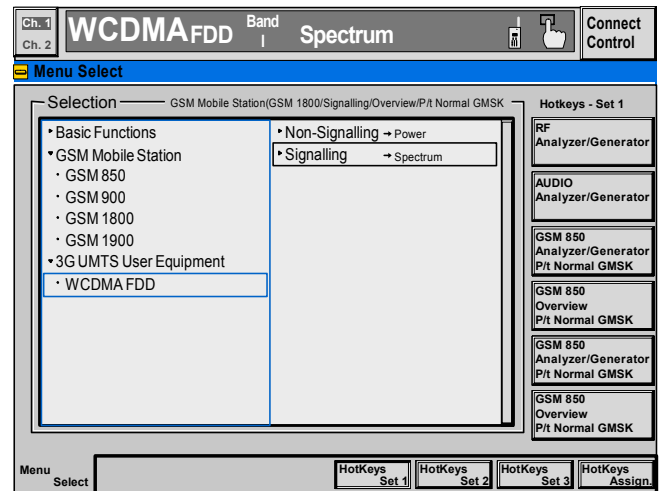 Ch. 1
Ch. 2
WCDMA FDD Band I Spectrum
Connect
Control
Menu Select
Selection GSM Mobile Station(GSM 1800/Signalling/Overview/P/t Normal GMSK
Hotkeys - Set 1
Basic Functions
GSM Mobile Station
GSM 850
GSM 900
GSM 1800
GSM 1900
3G UMTS User Equipment
WCDMA FDD
Non-Signalling → Power
Signalling → Spectrum
RF
Analyzer/Generator
AUDIO
Analyzer/Generator
GSM 850
Analyzer/Generator
P/t Normal GMSK
GSM 850
Overview
P/t Normal GMSK
GSM 850
Analyzer/Generator
P/t Normal GMSK
GSM 850
Overview
P/t Normal GMSK
Menu
Select
HotKeys
Set 1
HotKeys
Set 2
HotKeys
Set 3
HotKeys
Assign.